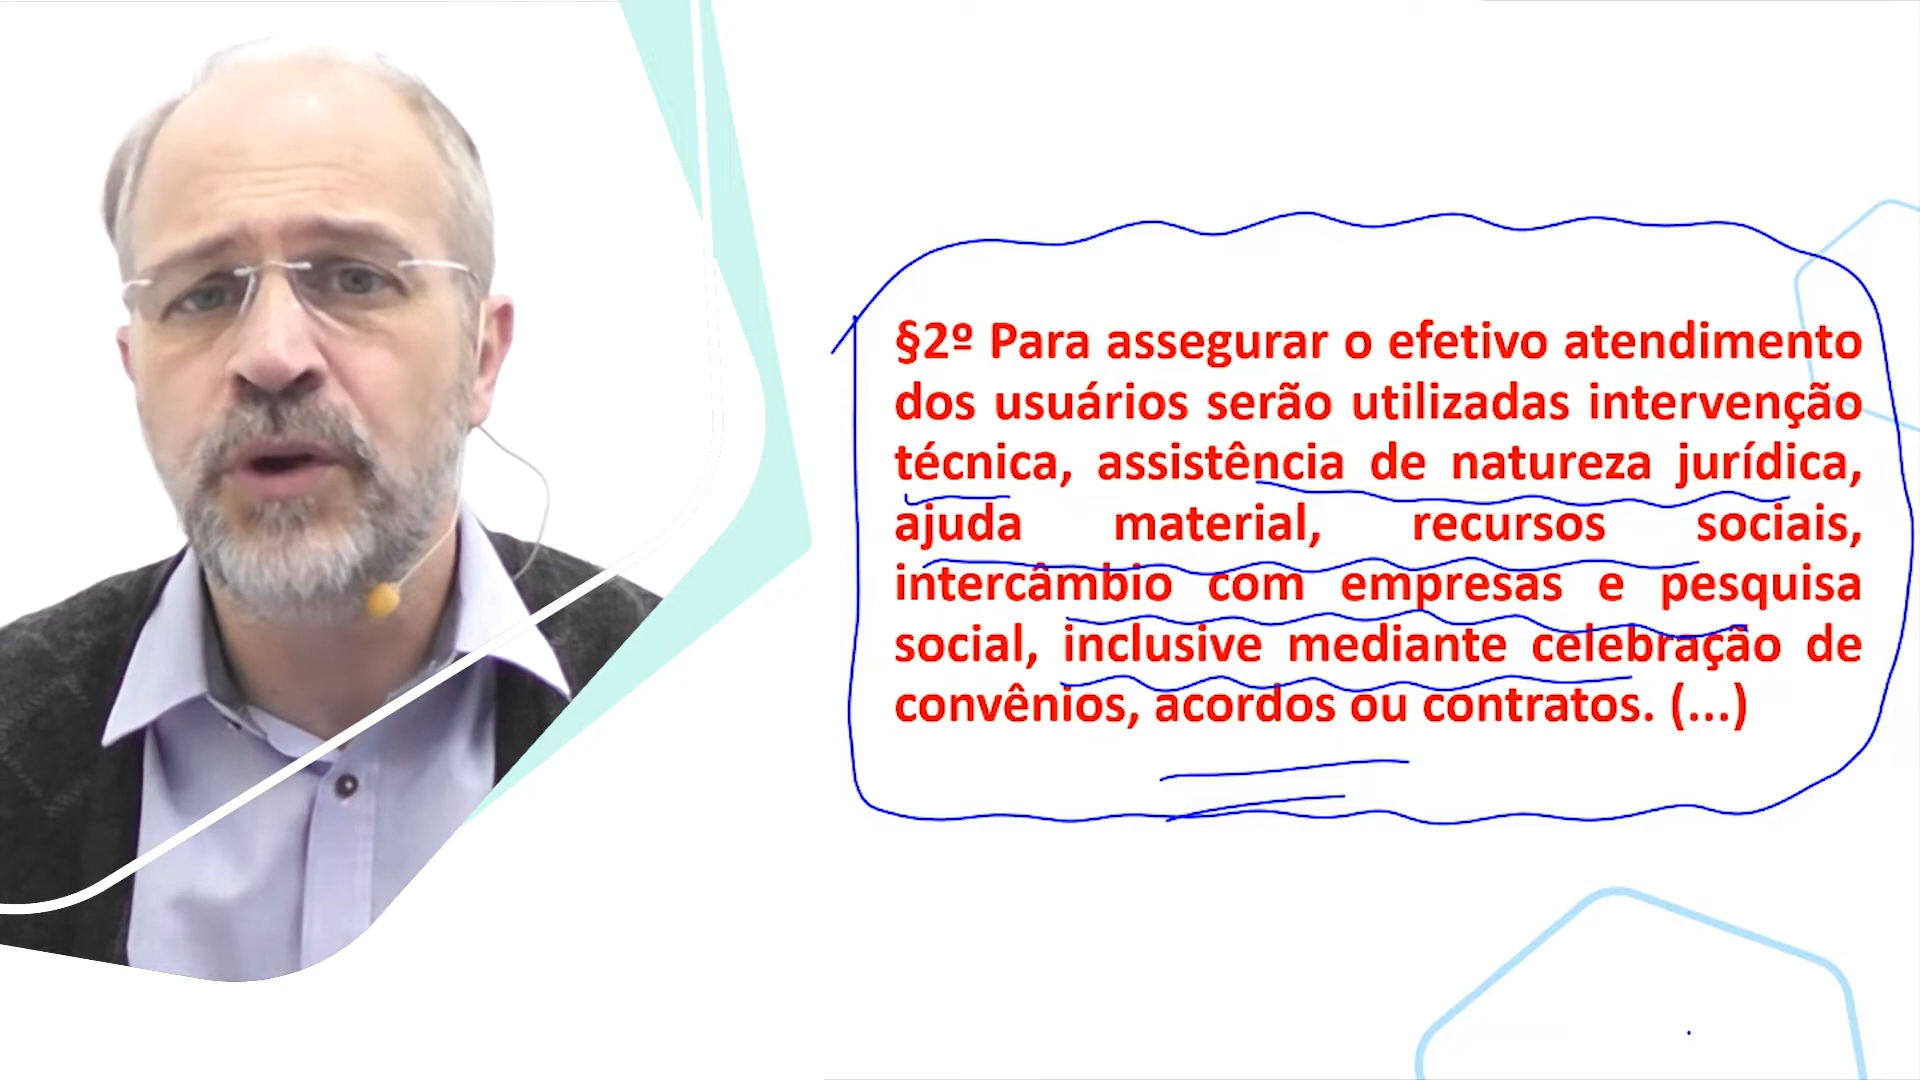 §2º Para assegurar o efetivo atendimento
dos usuários serão utilizadas intervenção
técnica, assistência de natureza jurídica,
ajuda material, recursos sociais,
intercâmbio com empresas e pesquisa
social, inclusive mediante celebração de
convênios, acordos ou contratos. (...)